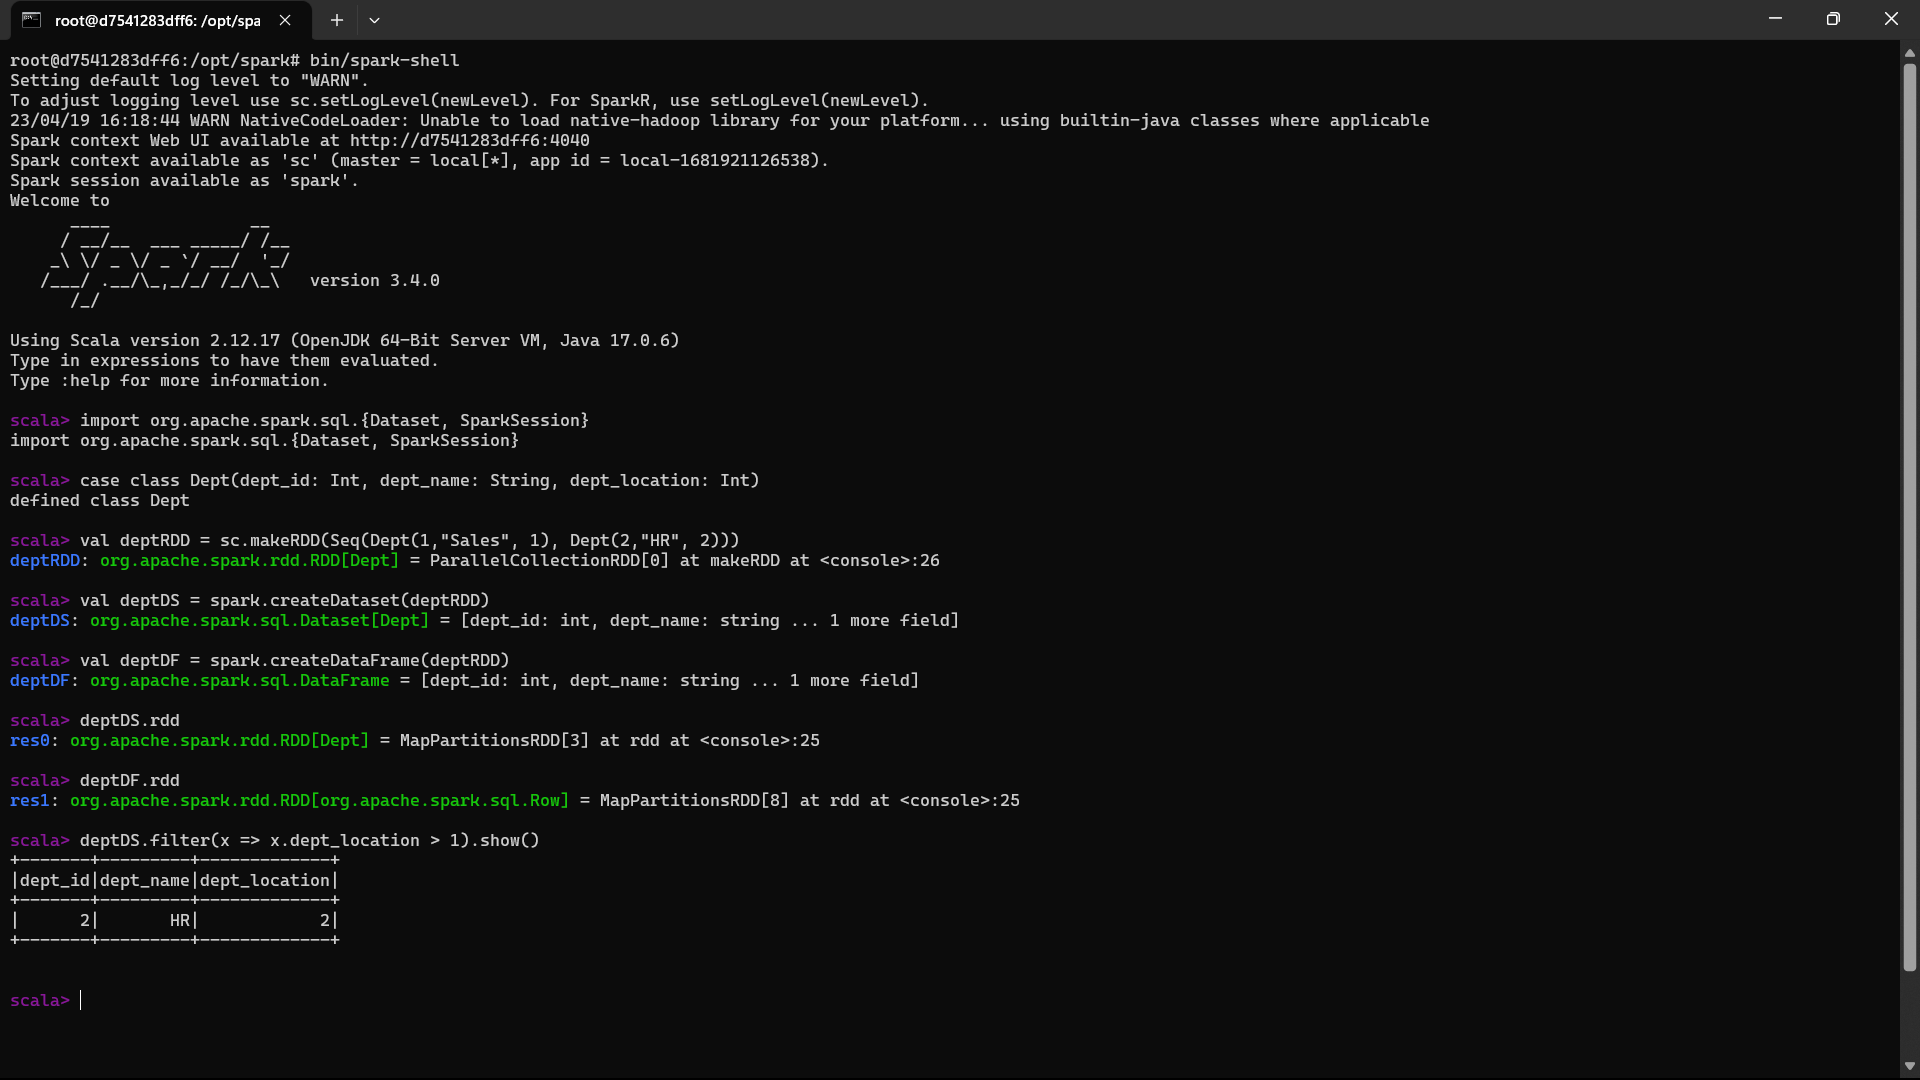 root@d7541283dff6: /opt/spa
root@d7541283dff6:/opt/spark# bin/spark-shell
Setting default log level to "WARN".
To adjust logging level use sc.setLogLevel(newLevel). For SparkR, use setLogLevel(newLevel).
23/04/19 16:18:44 WARN NativeCodeLoader: Unable to load native-hadoop library for your platform... using builtin-java classes where applicable
Spark context Web UI available at http://d7541283dff6:4040
Spark context available as 'sc' (master = local[*], app id = local-1681921126538).
Spark session available as 'spark'.
Welcome to
      ____              __
     / __/__  ___ _____/ /__
    _\ \/ _ \/ _ `/ __/  '_/
   /___/ .__/\_,_/_/ /_/\_\   version 3.4.0
      /_/
Using Scala version 2.12.17 (OpenJDK 64-Bit Server VM, Java 17.0.6)
Type in expressions to have them evaluated.
Type :help for more information.
scala> import org.apache.spark.sql.{Dataset, SparkSession}
import org.apache.spark.sql.{Dataset, SparkSession}
scala> case class Dept(dept_id: Int, dept_name: String, dept_location: Int)
defined class Dept
scala> val deptRDD = sc.makeRDD(Seq(Dept(1,"Sales", 1), Dept(2,"HR", 2)))
deptRDD: org.apache.spark.rdd.RDD[Dept] = ParallelCollectionRDD[0] at makeRDD at <console>:26
scala> val deptDS = spark.createDataset(deptRDD)
deptDS: org.apache.spark.sql.Dataset[Dept] = [dept_id: int, dept_name: string ... 1 more field]
scala> val deptDF = spark.createDataFrame(deptRDD)
deptDF: org.apache.spark.sql.DataFrame = [dept_id: int, dept_name: string ... 1 more field]
scala> deptDS.rdd
res0: org.apache.spark.rdd.RDD[Dept] = MapPartitionsRDD[3] at rdd at <console>:25
scala> deptDF.rdd
res1: org.apache.spark.rdd.RDD[org.apache.spark.sql.Row] = MapPartitionsRDD[8] at rdd at <console>:25
scala> deptDS.filter(x => x.dept_location > 1).show()
+-------+---------+-------------+
|dept_id|dept_name|dept_location|
+-------+---------+-------------+
|      2|       HR|            2|
+-------+---------+-------------+
scala>